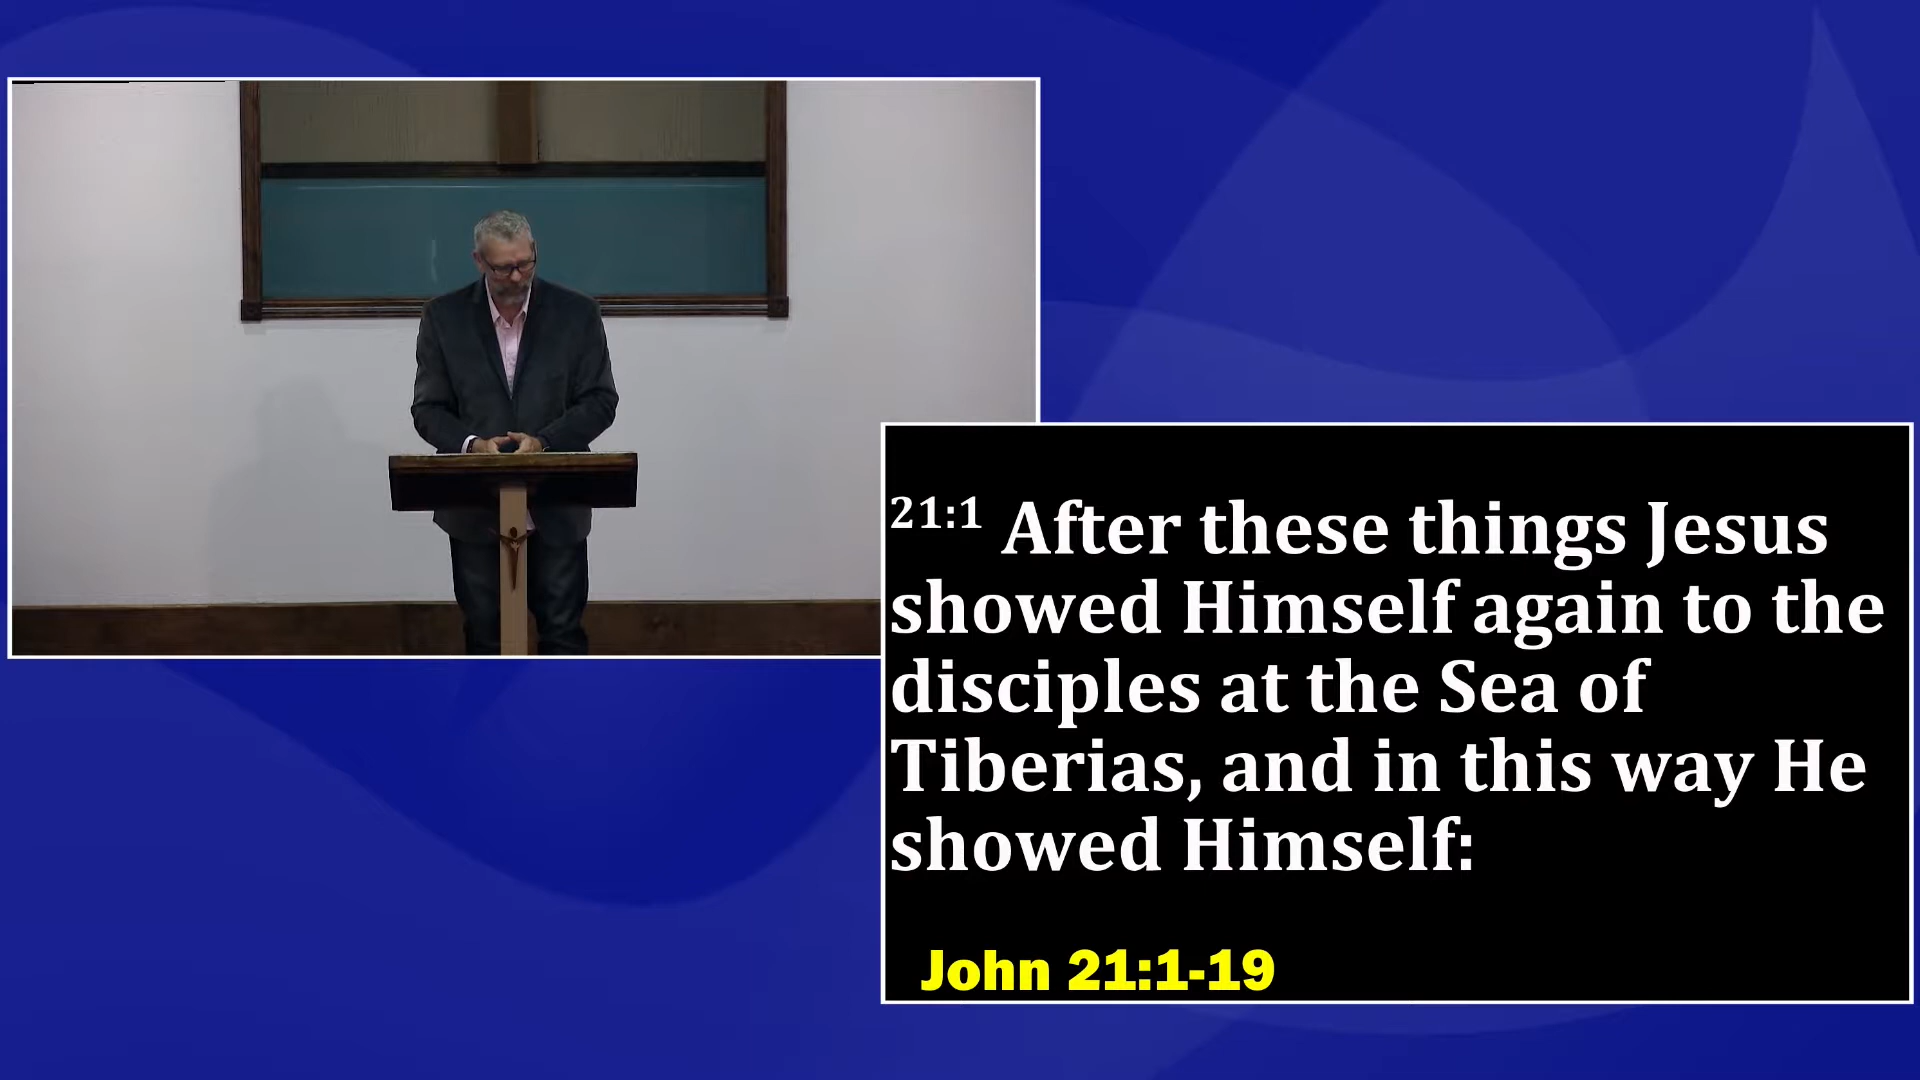 21:1 After these things Jesus
showed Himself again to the
disciples at the Sea of
Tiberias, and in this way He
showed Himself:
John 21:1-19